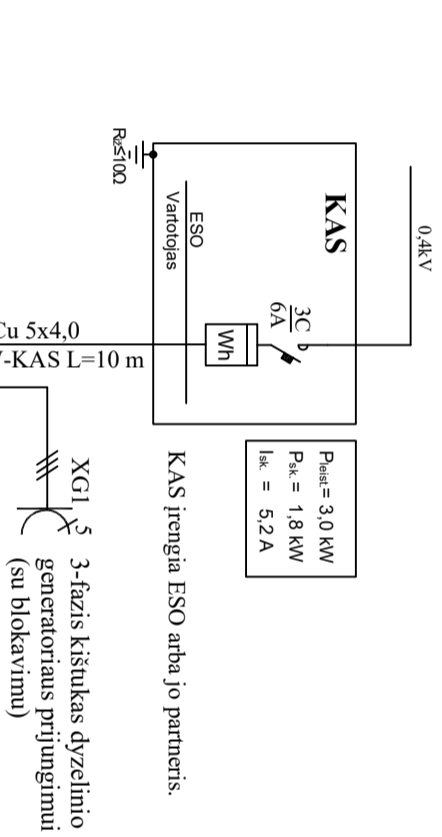 0,4kV
KAS
3C
6A
Wh
ESO
Vartotojas
Rįž≤10Ω
Pleist.= 3,0 kW
Psk. = 1,8 kW
Isk. = 5,2 A
KAS įrengia ESO arba jo partneris.
Cu 5x4,0
-KAS L=10 m
XG1
5
3-fazis kištukas dyzelinio
generatoriaus prijungimui
(su blokavimu)